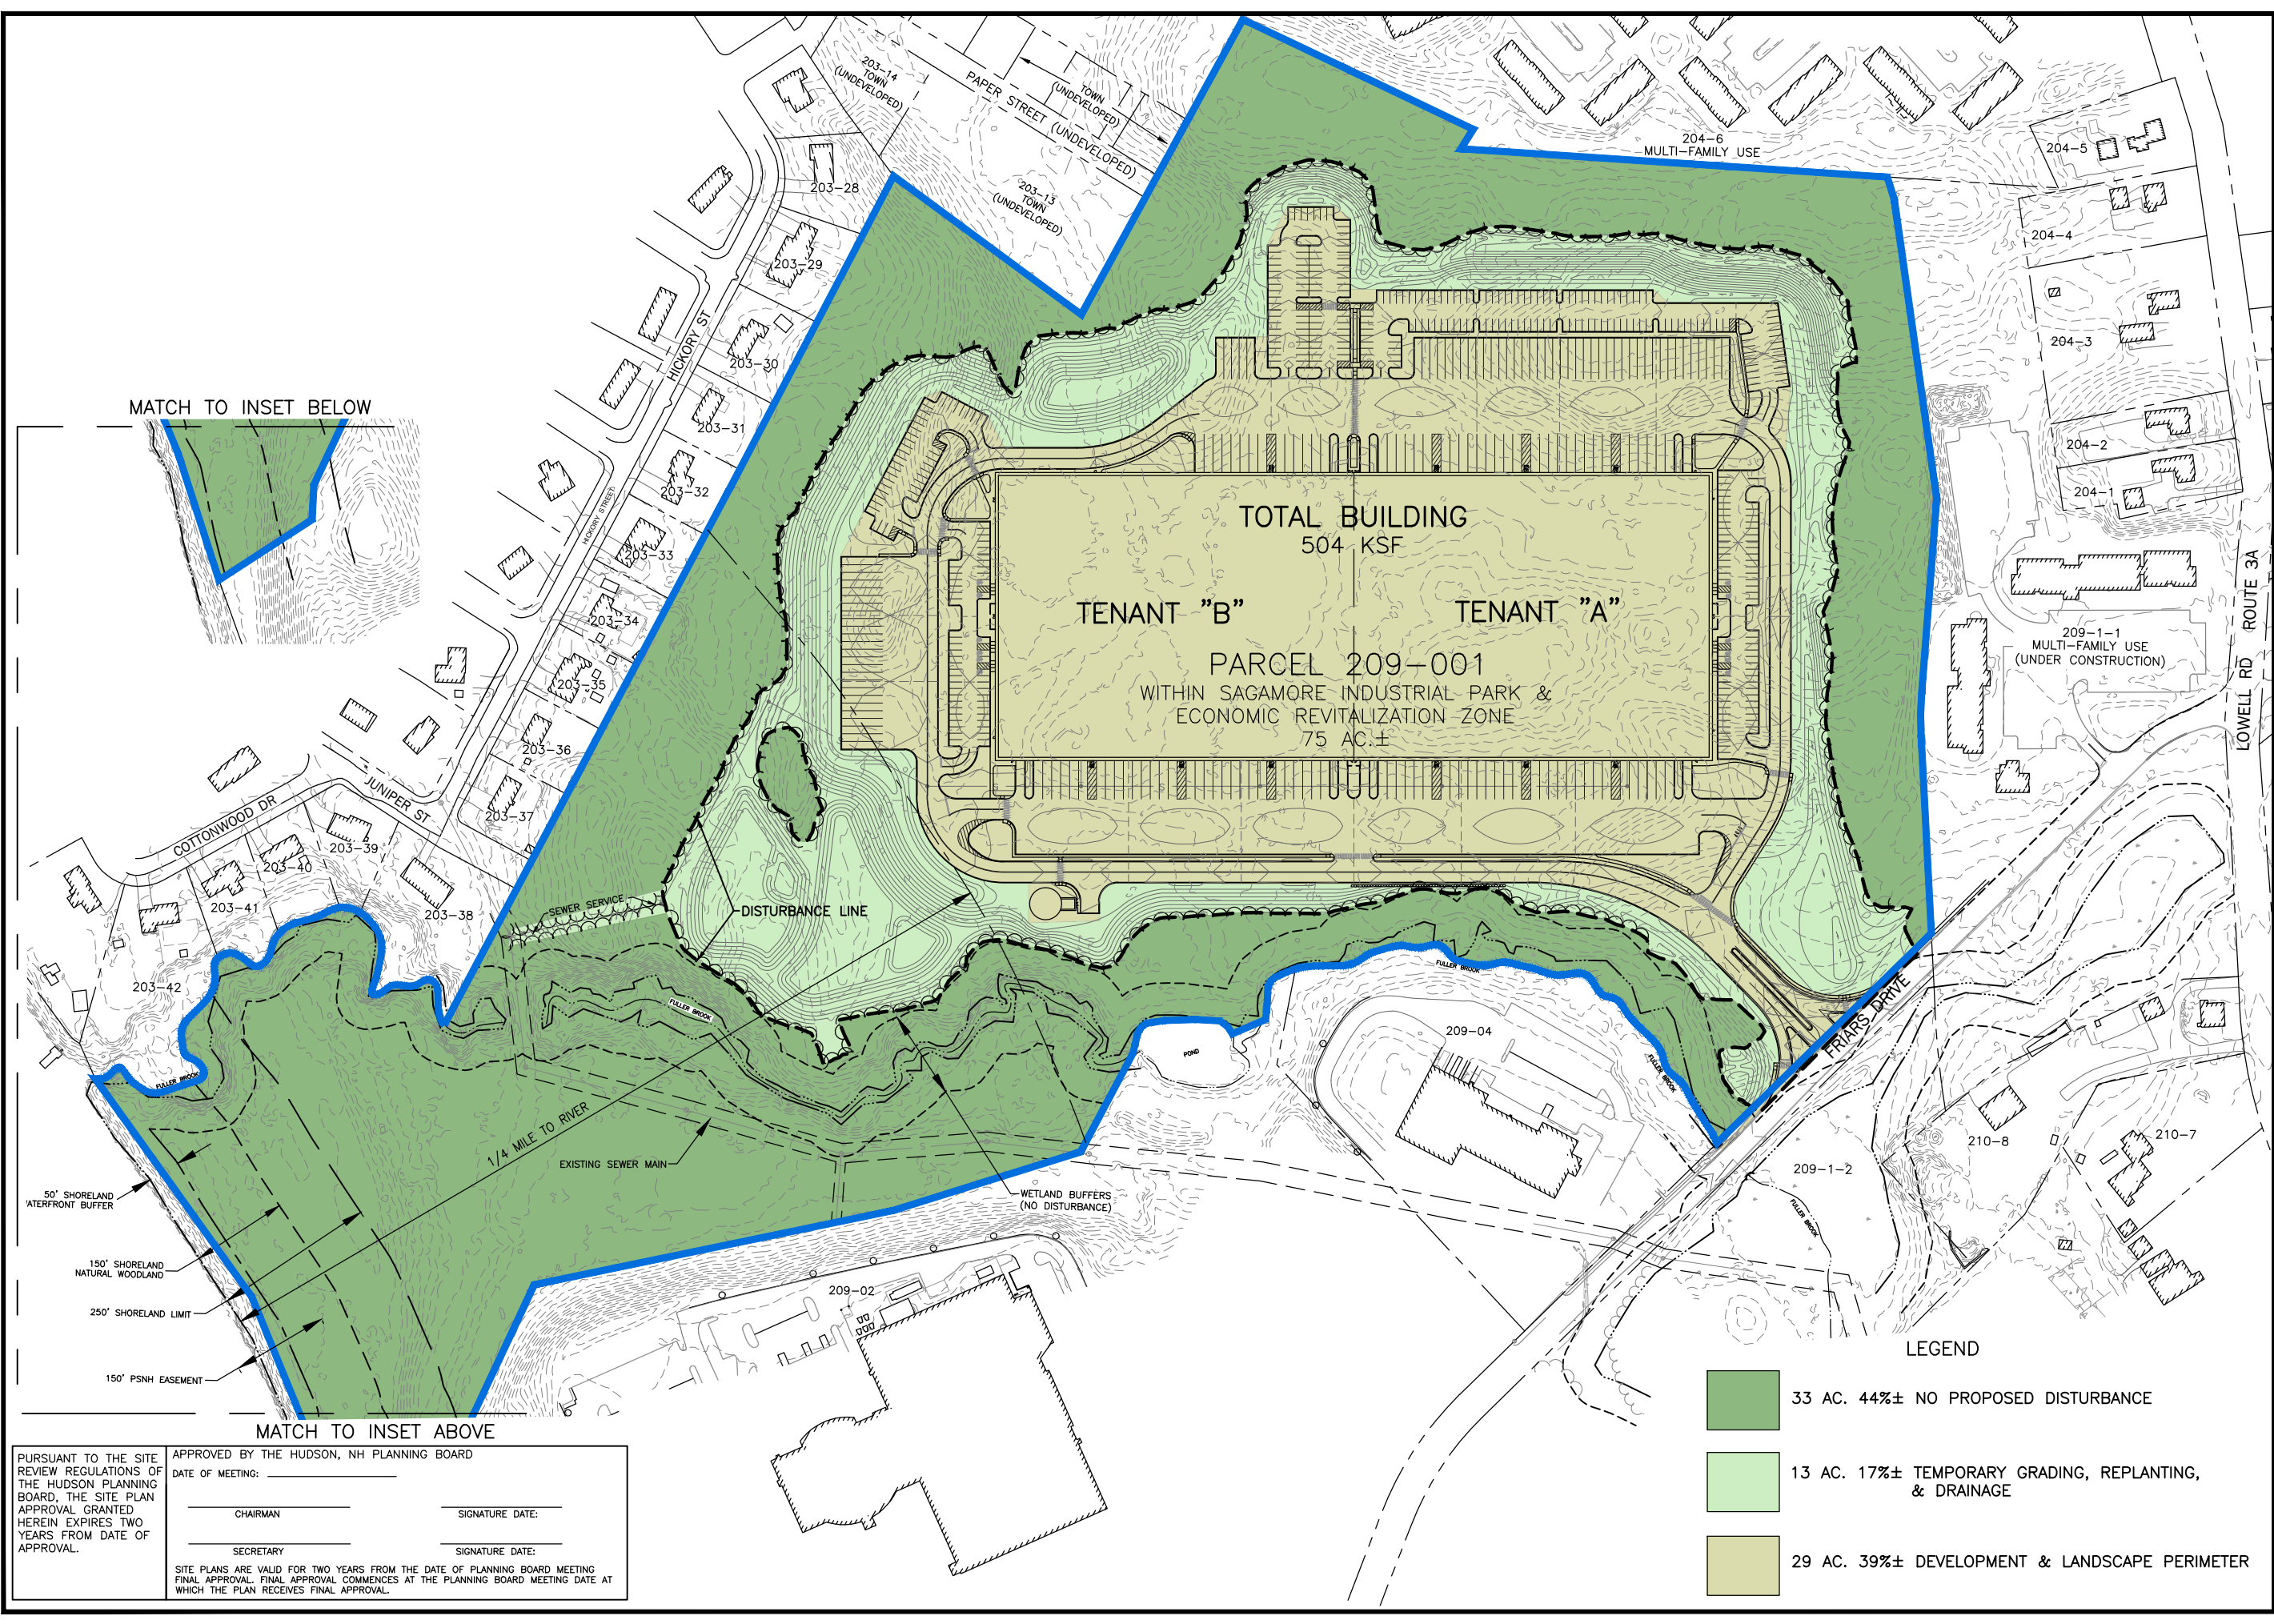 203-14
TOWN
(UNDEVELOPED)
PAPER STREET (UNDEVELOPED)
TOWN
(UNDEVELOPED)
203-13
TOWN
(UNDEVELOPED)
204-6
MULTI-FAMILY USE
204-5
204-4
204-3
204-2
204-1
203-28
203-29
203-30
203-31
203-32
203-33
203-34
203-35
203-36
203-37
203-38
203-39
203-40
203-41
203-42
HICKORY ST
HICKORY STREET
JUNIPER ST
COTTONWOOD DR
MATCH TO INSET BELOW
TOTAL BUILDING
504 KSF
TENANT "B"
TENANT "A"
PARCEL 209-001
WITHIN SAGAMORE INDUSTRIAL PARK &
ECONOMIC REVITALIZATION ZONE
75 AC.±
209-1-1
MULTI-FAMILY USE
(UNDER CONSTRUCTION)
LOWELL RD ROUTE 3A
SEWER SERVICE
DISTURBANCE LINE
FULLER BROOK
FULLER BROOK
FULLER BROOK
FULLER BROOK
FULLER BROOK
POND
209-04
FRIARS DRIVE
209-1-2
210-8
210-7
1/4 MILE TO RIVER
EXISTING SEWER MAIN
WETLAND BUFFERS
(NO DISTURBANCE)
50' SHORELAND
ATERFRONT BUFFER
150' SHORELAND
NATURAL WOODLAND
250' SHORELAND LIMIT
150' PSNH EASEMENT
209-02
MATCH TO INSET ABOVE
PURSUANT TO THE SITE
REVIEW REGULATIONS OF
THE HUDSON PLANNING
BOARD, THE SITE PLAN
APPROVAL GRANTED
HEREIN EXPIRES TWO
YEARS FROM DATE OF
APPROVAL.
APPROVED BY THE HUDSON, NH PLANNING BOARD
DATE OF MEETING:
CHAIRMAN
SIGNATURE DATE:
SECRETARY
SIGNATURE DATE:
SITE PLANS ARE VALID FOR TWO YEARS FROM THE DATE OF PLANNING BOARD MEETING
FINAL APPROVAL. FINAL APPROVAL COMMENCES AT THE PLANNING BOARD MEETING DATE AT
WHICH THE PLAN RECEIVES FINAL APPROVAL.
LEGEND
33 AC. 44%± NO PROPOSED DISTURBANCE
13 AC. 17%± TEMPORARY GRADING, REPLANTING,
& DRAINAGE
29 AC. 39%± DEVELOPMENT & LANDSCAPE PERIMETER